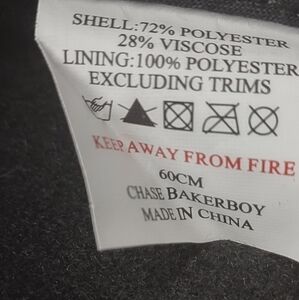 SHELL:72% POLYESTER
28% VISCOSE
LINING:100% POLYESTER
EXCLUDING TRIMS
KEEP AWAY FROM FIRE
60CM
CHASE BAKERBOY
MADE IN CHINA